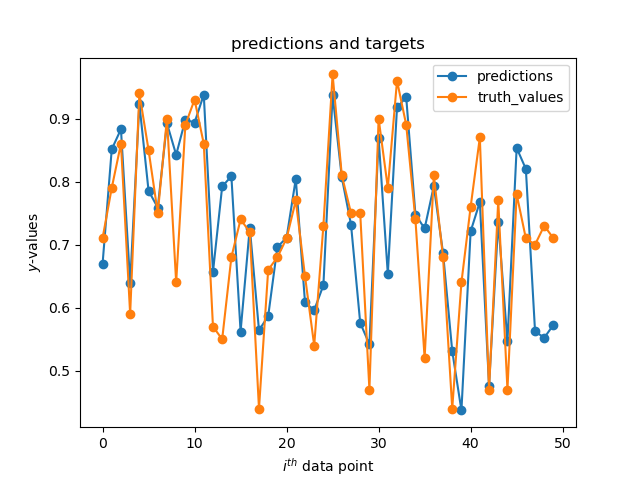 predictions and targets
predictions
truth_values
0.9
0.8
0.7
0.6
0.5
y-values
0 10 20 30 40 50
i^{th} data point